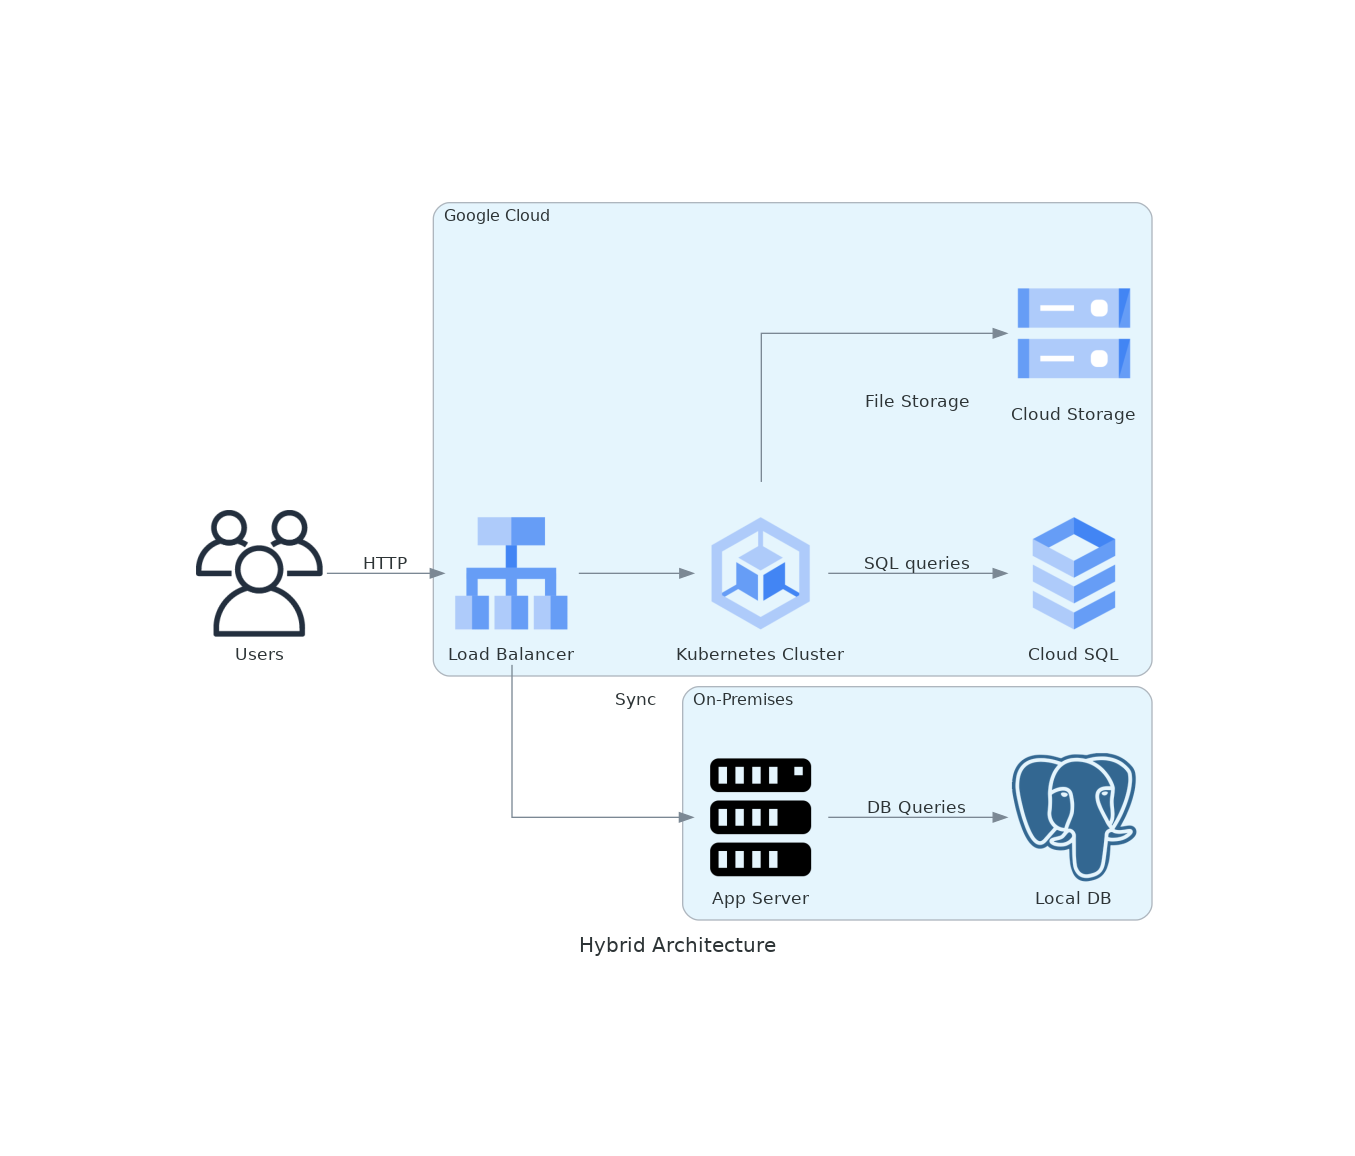 Google Cloud
File Storage
Cloud Storage
HTTP
SQL queries
Users
Load Balancer
Kubernetes Cluster
Cloud SQL
Sync
On-Premises
DB Queries
App Server
Local DB
Hybrid Architecture